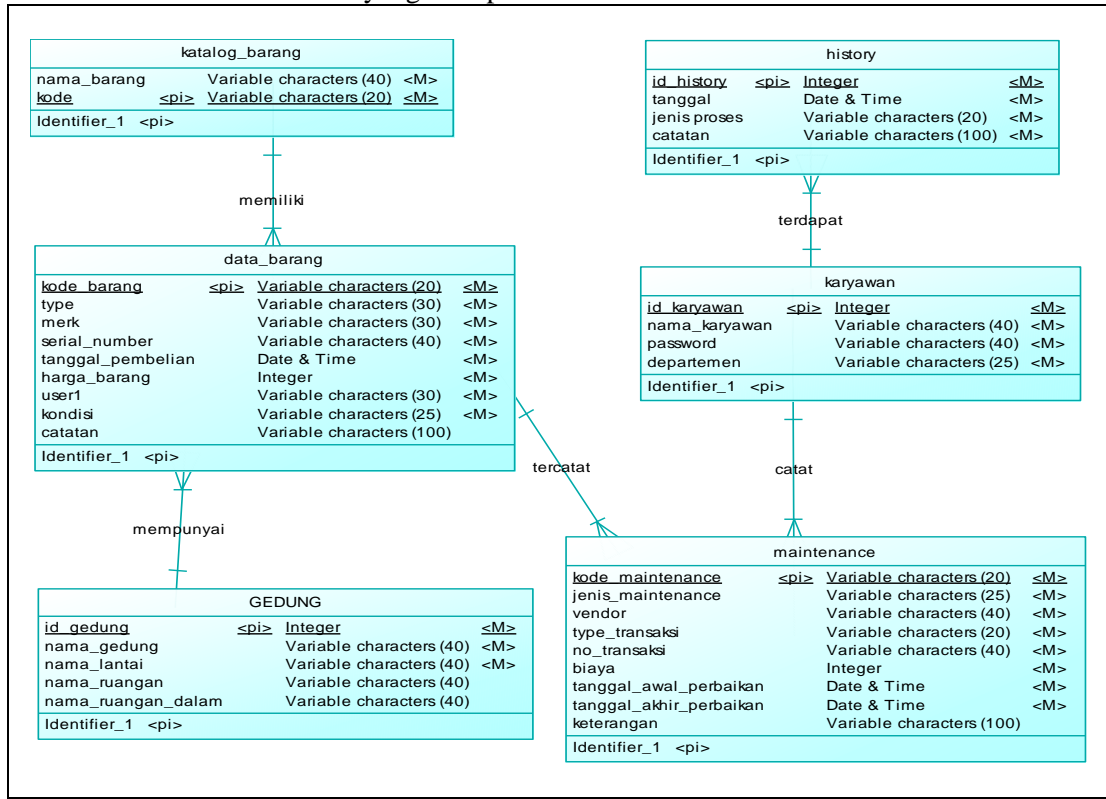 katalog_barang
nama_barang Variable characters (40) <M>
kode <pi> Variable characters (20) <M>
Identifier_1 <pi>
history
id_history <pi> Integer <M>
tanggal Date & Time <M>
jenis proses Variable characters (20) <M>
catatan Variable characters (100) <M>
Identifier_1 <pi>
memiliki
terdapat
data_barang
kode_barang <pi> Variable characters (20) <M>
type Variable characters (30) <M>
merk Variable characters (30) <M>
serial_number Variable characters (40) <M>
tanggal_pembelian Date & Time <M>
harga_barang Integer <M>
user1 Variable characters (30) <M>
kondisi Variable characters (25) <M>
catatan Variable characters (100)
Identifier_1 <pi>
karyawan
id_karyawan <pi> Integer <M>
nama_karyawan Variable characters (40) <M>
password Variable characters (40) <M>
departemen Variable characters (25) <M>
Identifier_1 <pi>
tercatat
catat
mempunyai
GEDUNG
id_gedung <pi> Integer <M>
nama_gedung Variable characters (40) <M>
nama_lantai Variable characters (40) <M>
nama_ruangan Variable characters (40)
nama_ruangan_dalam Variable characters (40)
Identifier_1 <pi>
maintenance
kode_maintenance <pi> Variable characters (20) <M>
jenis_maintenance Variable characters (25) <M>
vendor Variable characters (40) <M>
type_transaksi Variable characters (20) <M>
no_transaksi Variable characters (40) <M>
biaya Integer <M>
tanggal_awal_perbaikan Date & Time <M>
tanggal_akhir_perbaikan Date & Time <M>
keterangan Variable characters (100)
Identifier_1 <pi>